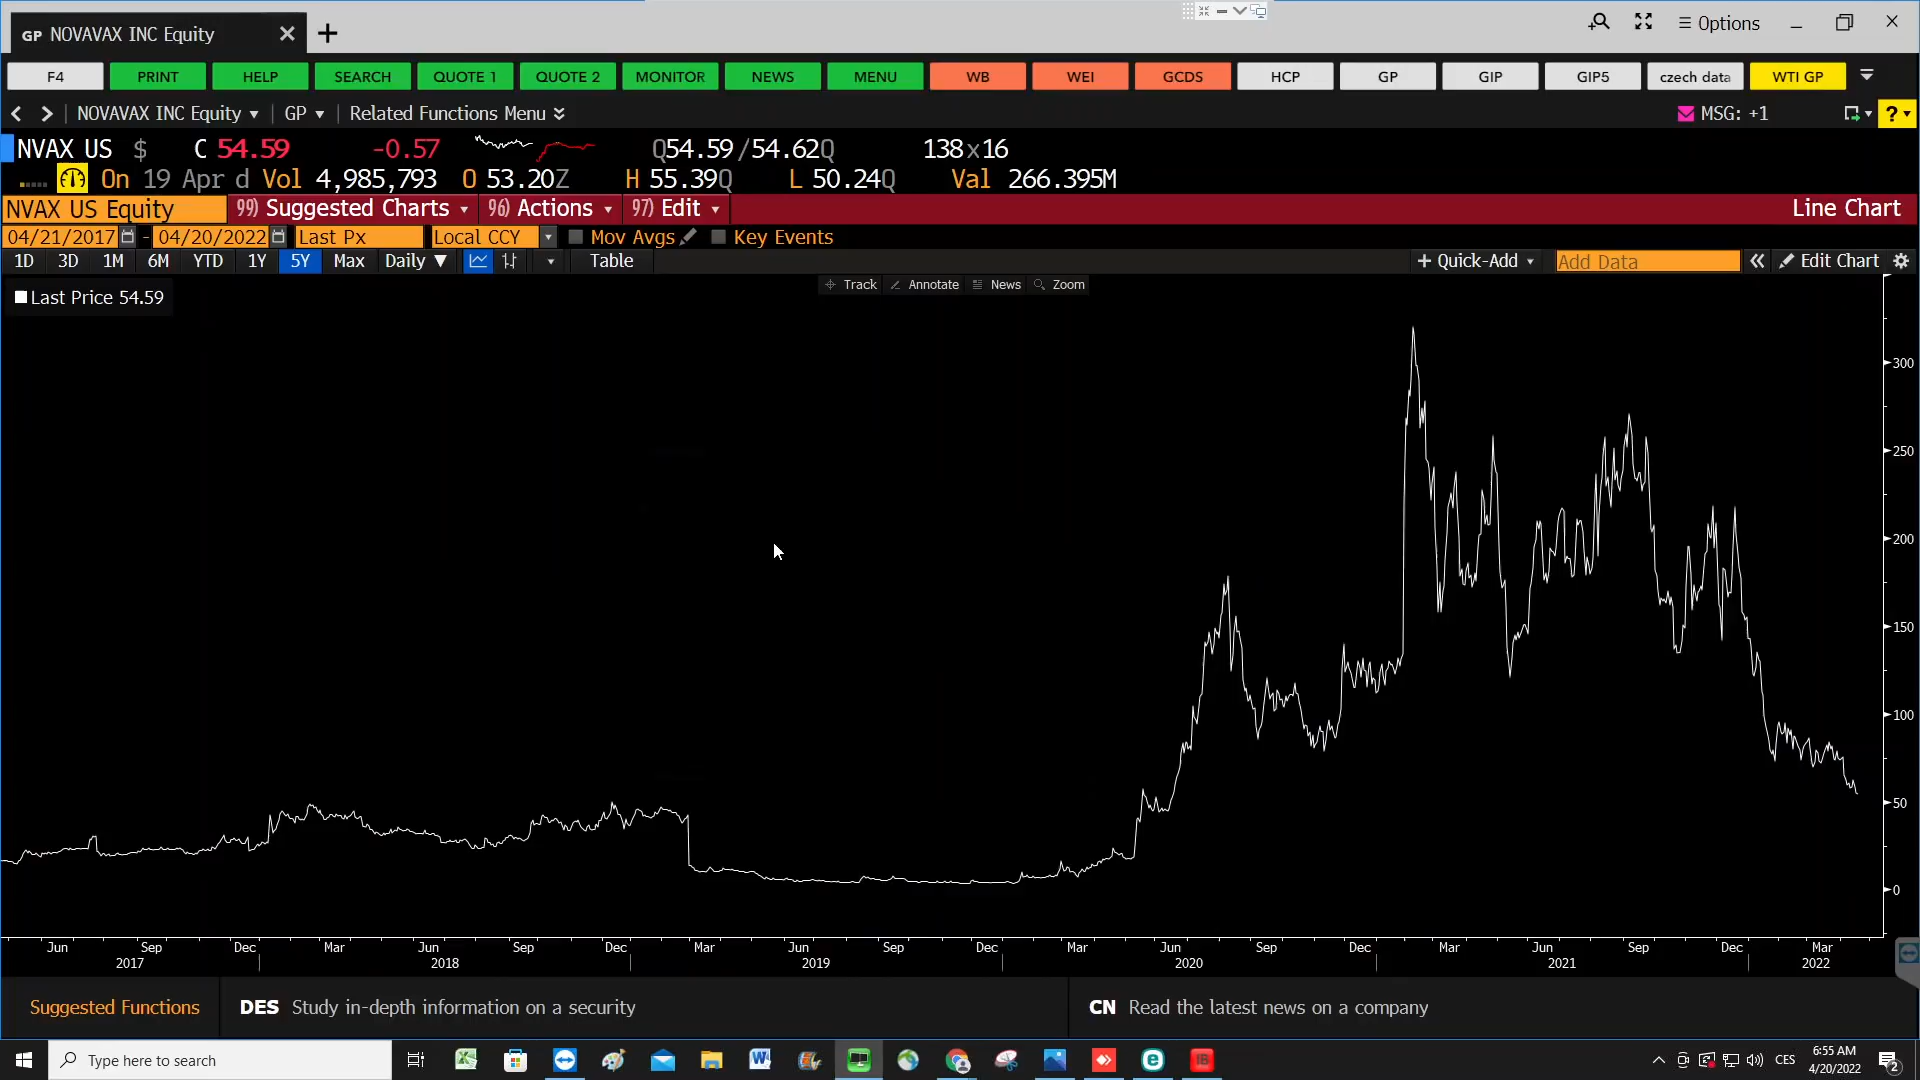 GP NOVAVAX INC Equity
Options
F4 PRINT HELP SEARCH QUOTE 1 QUOTE 2 MONITOR NEWS MENU WB WEI GCDS HCP GP GIP GIP5 czech data WTI GP
NOVAVAX INC Equity GP Related Functions Menu MSG: +1 ?
NVAX US $ C 54.59 -0.57 Q54.59/54.62Q 138x16
On 19 Apr d Vol 4,985,793 O 53.20Z H 55.39Q L 50.24Q Val 266.395M
NVAX US Equity 99) Suggested Charts 96) Actions 97) Edit Line Chart
04/21/2017 - 04/20/2022 Last Px Local CCY Mov Avgs Key Events
1D 3D 1M 6M YTD 1Y 5Y Max Daily Table + Quick-Add Add Data Edit Chart
Track Annotate News Zoom
Last Price 54.59
300
250
200
150
100
50
0
Jun Sep Dec Mar Jun Sep Dec Mar Jun Sep Dec Mar Jun Sep Dec Mar Jun Sep Dec Mar
2017 2018 2019 2020 2021 2022
Suggested Functions DES Study in-depth information on a security CN Read the latest news on a company
Type here to search
CES
6:55 AM
4/20/2022
2